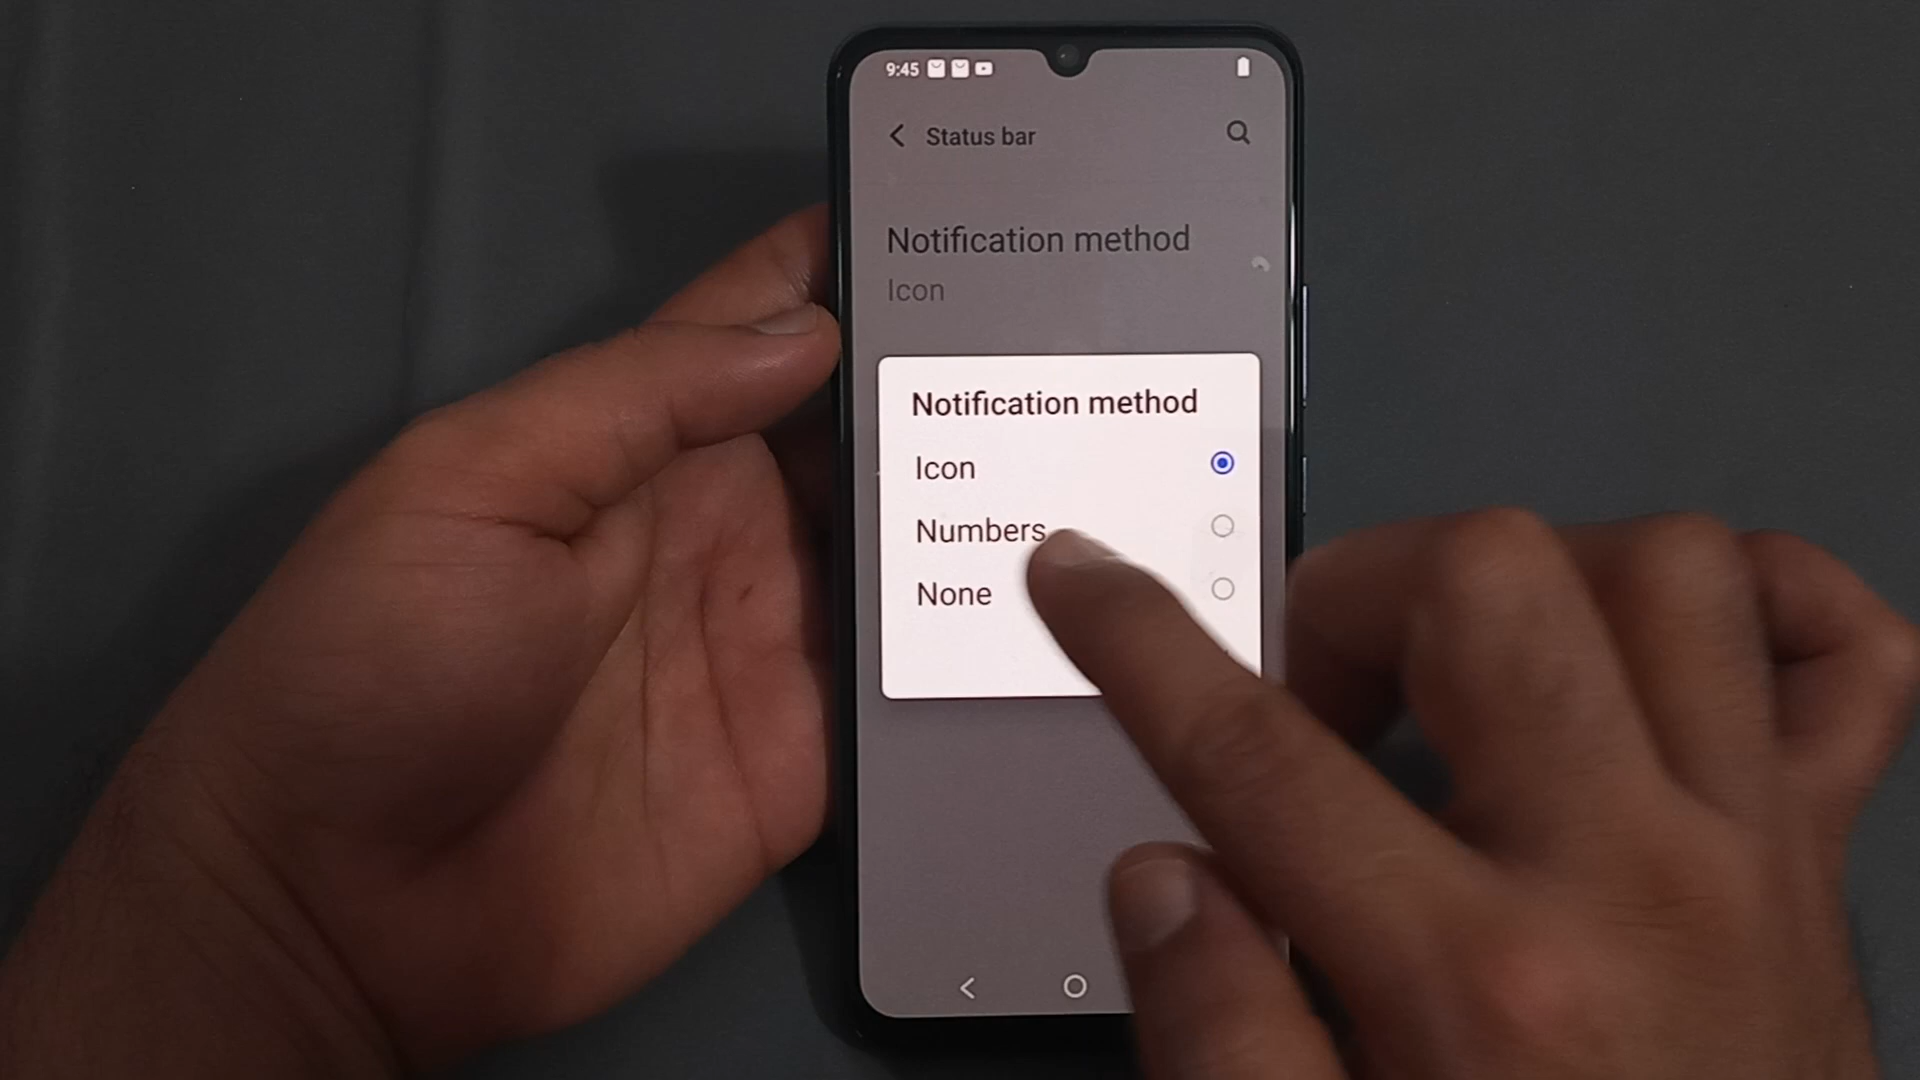 9:45
Status bar
Notification method
Icon
Notification method
Icon
Numbers
None